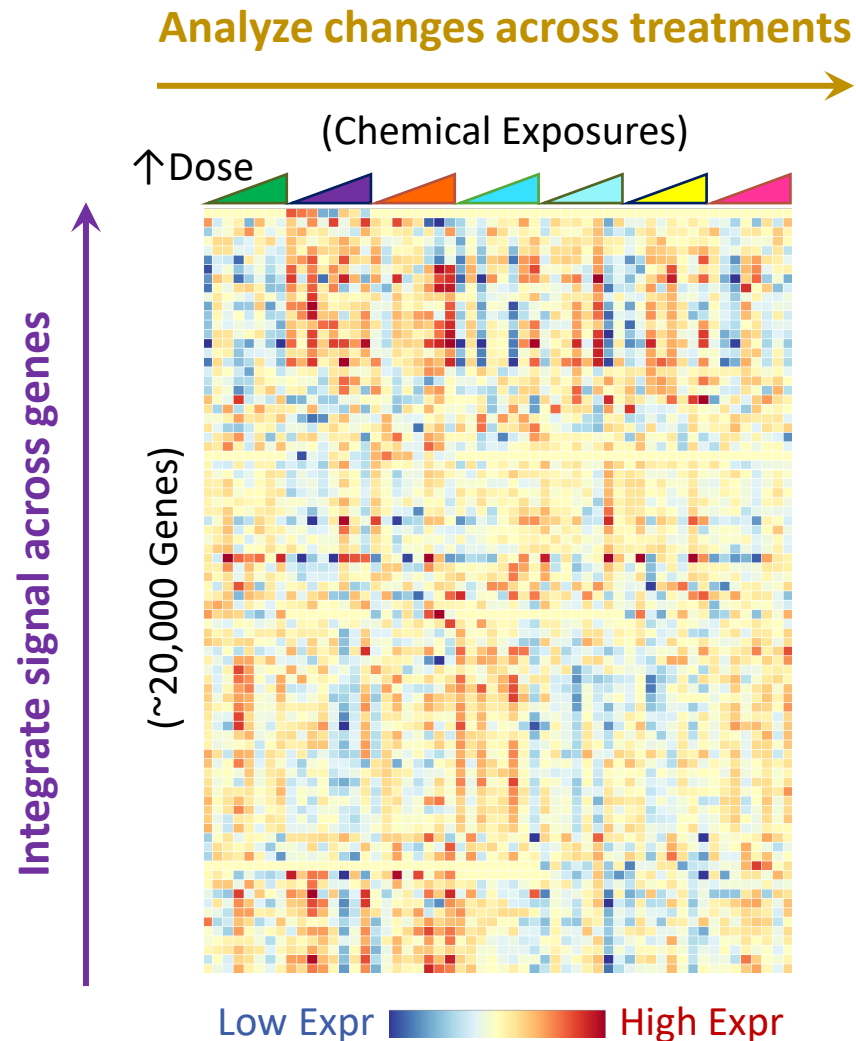 Analyze changes across treatments
(Chemical Exposures)
↑Dose
Integrate signal across genes
(~20,000 Genes)
Low Expr
High Expr